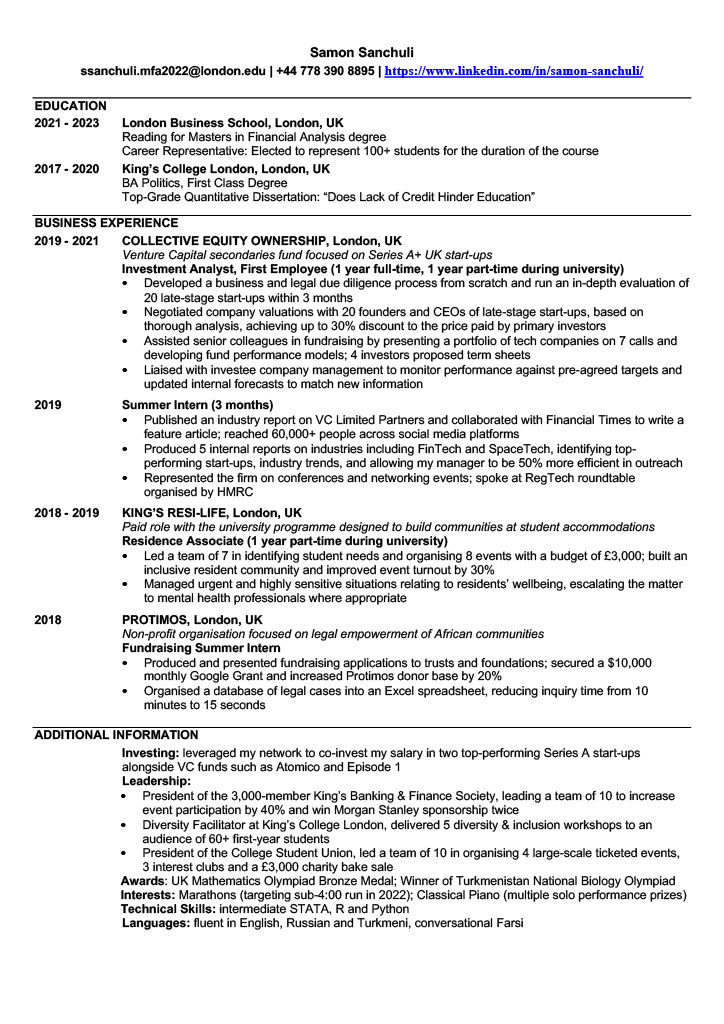 Samon Sanchuli
ssanchuli.mfa2022@london.edu | +44 778 390 8895 | https://www.linkedin.com/in/samon-sanchuli/
EDUCATION
2021 - 2023 London Business School, London, UK
Reading for Masters in Financial Analysis degree
Career Representative: Elected to represent 100+ students for the duration of the course
2017 - 2020 King's College London, London, UK
BA Politics, First Class Degree
Top-Grade Quantitative Dissertation: “Does Lack of Credit Hinder Education”
BUSINESS EXPERIENCE
2019 - 2021 COLLECTIVE EQUITY OWNERSHIP, London, UK
Venture Capital secondaries fund focused on Series A+ UK start-ups
Investment Analyst, First Employee (1 year full-time, 1 year part-time during university)
• Developed a business and legal due diligence process from scratch and run an in-depth evaluation of
20 late-stage start-ups within 3 months
• Negotiated company valuations with 20 founders and CEOs of late-stage start-ups, based on
thorough analysis, achieving up to 30% discount to the price paid by primary investors
• Assisted senior colleagues in fundraising by presenting a portfolio of tech companies on 7 calls and
developing fund performance models; 4 investors proposed term sheets
• Liaised with investee company management to monitor performance against pre-agreed targets and
updated internal forecasts to match new information
2019 Summer Intern (3 months)
• Published an industry report on VC Limited Partners and collaborated with Financial Times to write a
feature article; reached 60,000+ people across social media platforms
• Produced 5 internal reports on industries including FinTech and SpaceTech, identifying top-
performing start-ups, industry trends, and allowing my manager to be 50% more efficient in outreach
• Represented the firm on conferences and networking events; spoke at RegTech roundtable
organised by HMRC
2018 - 2019 KING'S RESI-LIFE, London, UK
Paid role with the university programme designed to build communities at student accommodations
Residence Associate (1 year part-time during university)
• Led a team of 7 in identifying student needs and organising 8 events with a budget of £3,000; built an
inclusive resident community and improved event turnout by 30%
• Managed urgent and highly sensitive situations relating to residents' wellbeing, escalating the matter
to mental health professionals where appropriate
2018 PROTIMOS, London, UK
Non-profit organisation focused on legal empowerment of African communities
Fundraising Summer Intern
• Produced and presented fundraising applications to trusts and foundations; secured a $10,000
monthly Google Grant and increased Protimos donor base by 20%
• Organised a database of legal cases into an Excel spreadsheet, reducing inquiry time from 10
minutes to 15 seconds
ADDITIONAL INFORMATION
Investing: leveraged my network to co-invest my salary in two top-performing Series A start-ups
alongside VC funds such as Atomico and Episode 1
Leadership:
• President of the 3,000-member King's Banking & Finance Society, leading a team of 10 to increase
event participation by 40% and win Morgan Stanley sponsorship twice
• Diversity Facilitator at King's College London, delivered 5 diversity & inclusion workshops to an
audience of 60+ first-year students
• President of the College Student Union, led a team of 10 in organising 4 large-scale ticketed events,
3 interest clubs and a £3,000 charity bake sale
Awards: UK Mathematics Olympiad Bronze Medal; Winner of Turkmenistan National Biology Olympiad
Interests: Marathons (targeting sub-4:00 run in 2022); Classical Piano (multiple solo performance prizes)
Technical Skills: intermediate STATA, R and Python
Languages: fluent in English, Russian and Turkmeni, conversational Farsi